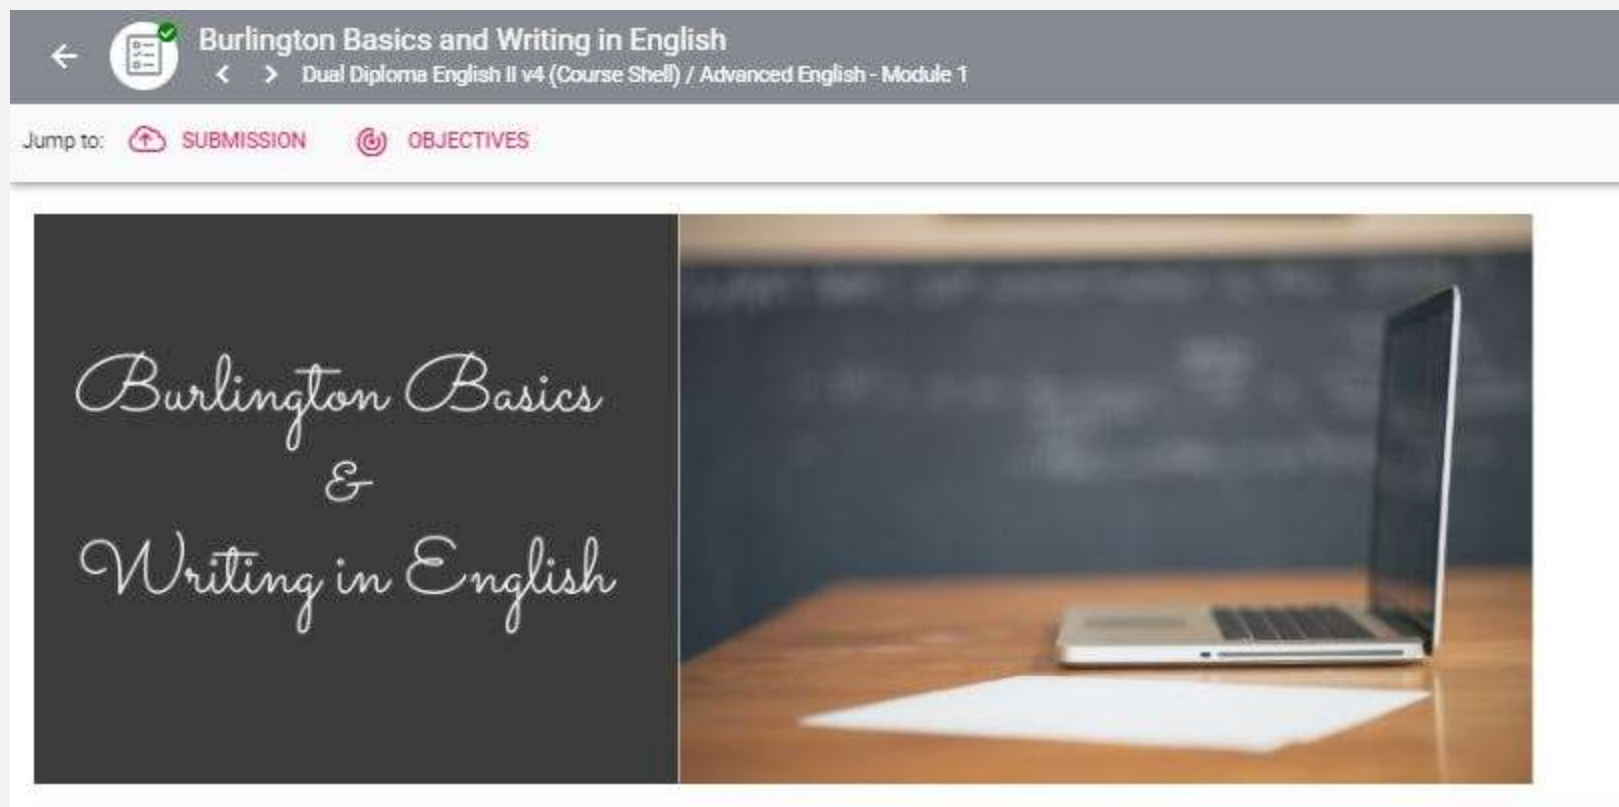 Burlington Basics and Writing in English
Dual Diploma English II v4 (Course Shell) / Advanced English - Module 1
Jump to: SUBMISSION OBJECTIVES
Burlington Basics
&
Writing in English